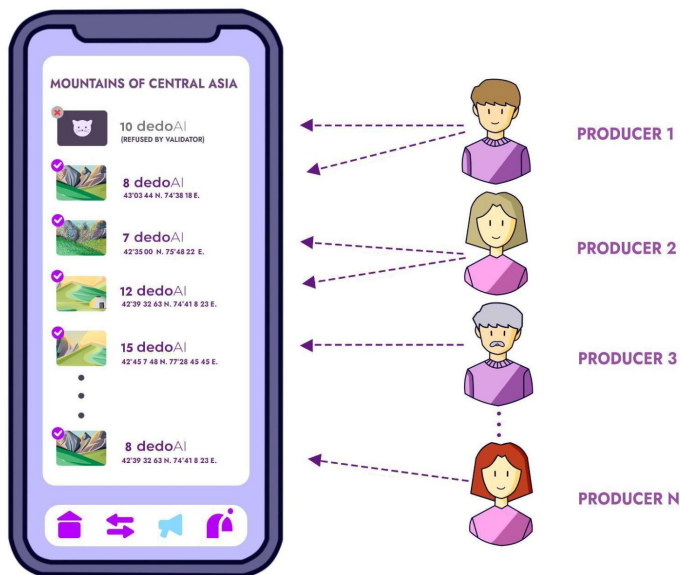 MOUNTAINS OF CENTRAL ASIA
10 dedoAI
(REFUSED BY VALIDATOR)
8 dedoAI
43'03 44 N. 74'38 18 E.
7 dedoAI
42'35 00 N. 75'48 22 E.
12 dedoAI
42'39 32 63 N. 74'41 8 23 E.
15 dedoAI
42'45 7 48 N. 77'28 45 45 E.
8 dedoAI
42'39 32 63 N. 74'41 8 23 E.
PRODUCER 1
PRODUCER 2
PRODUCER 3
PRODUCER N